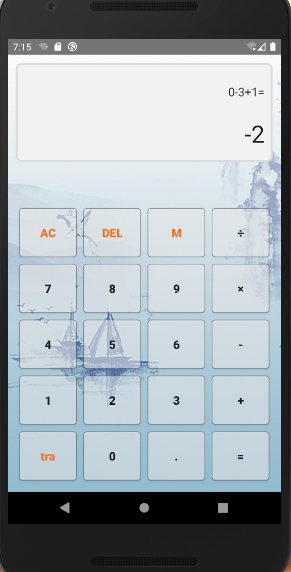 7:15
0-3+1=
-2
AC DEL M ÷
7 8 9 ×
4 5 6 -
1 2 3 +
tra 0 . =